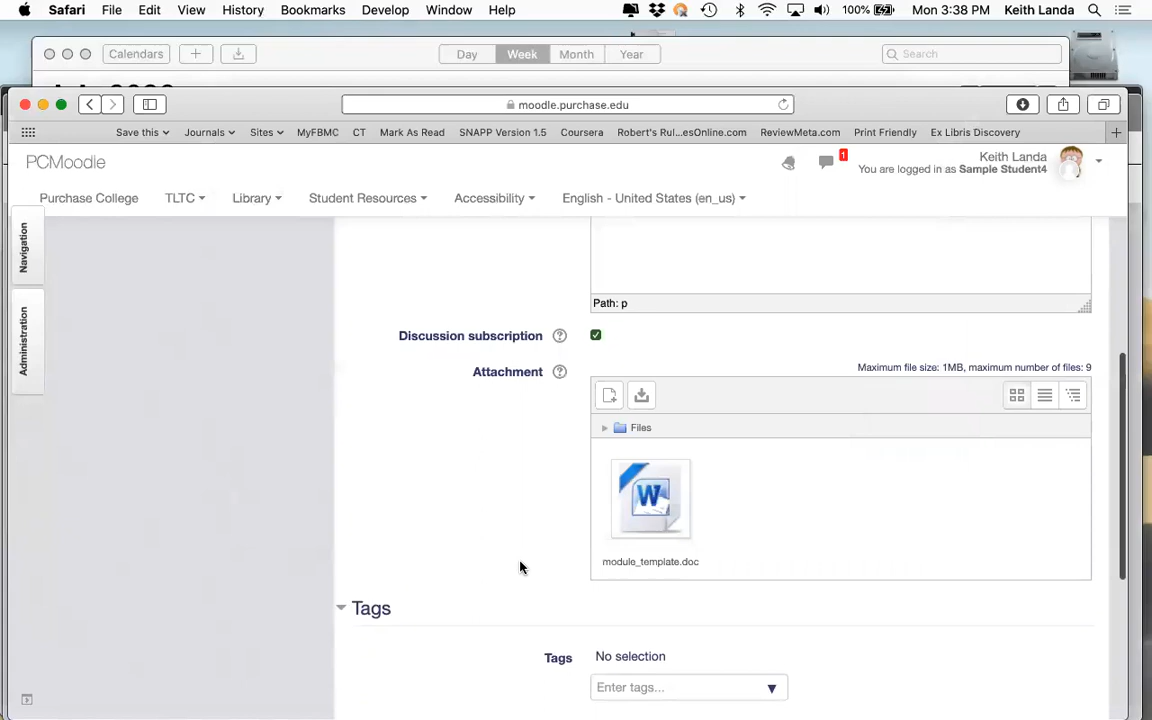 Safari File Edit View History Bookmarks Develop Window Help 100% Mon 3:38 PM Keith Landa
Calendars Day Week Month Year Search
moodle.purchase.edu
Save this Journals Sites MyFBMC CT Mark As Read SNAPP Version 1.5 Coursera Robert's Rul...esOnline.com ReviewMeta.com Print Friendly Ex Libris Discovery
PCMoodle
1
Keith Landa
You are logged in as Sample Student4
Purchase College TLTC Library Student Resources Accessibility English - United States (en_us)
Navigation
Administration
Path: p
Discussion subscription
Attachment
Maximum file size: 1MB, maximum number of files: 9
Files
W
module_template.doc
Tags
Tags No selection
Enter tags...